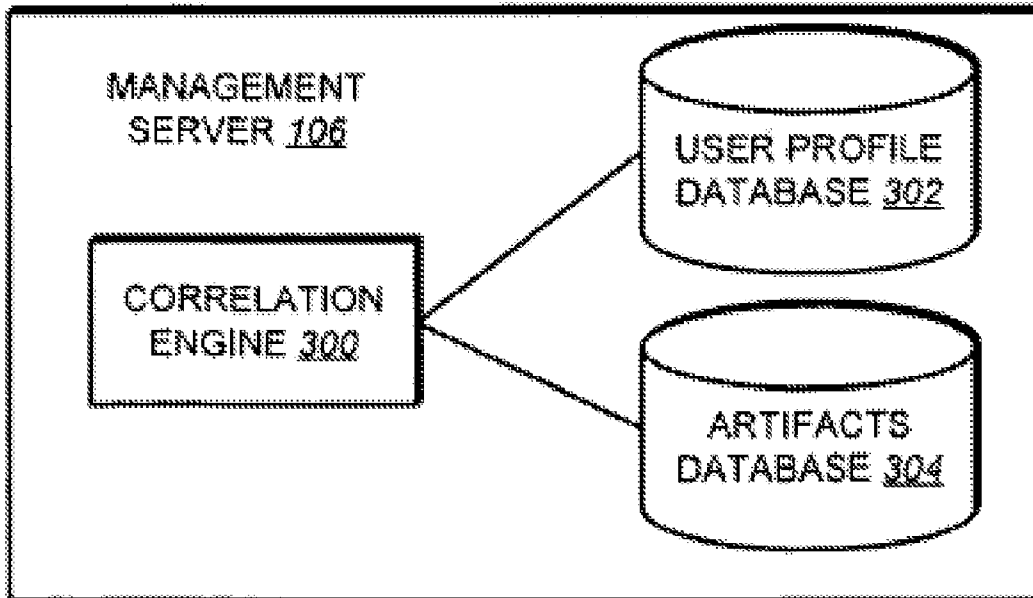 MANAGEMENT
SERVER 106
USER PROFILE
DATABASE 302
CORRELATION
ENGINE 300
ARTIFACTS
DATABASE 304